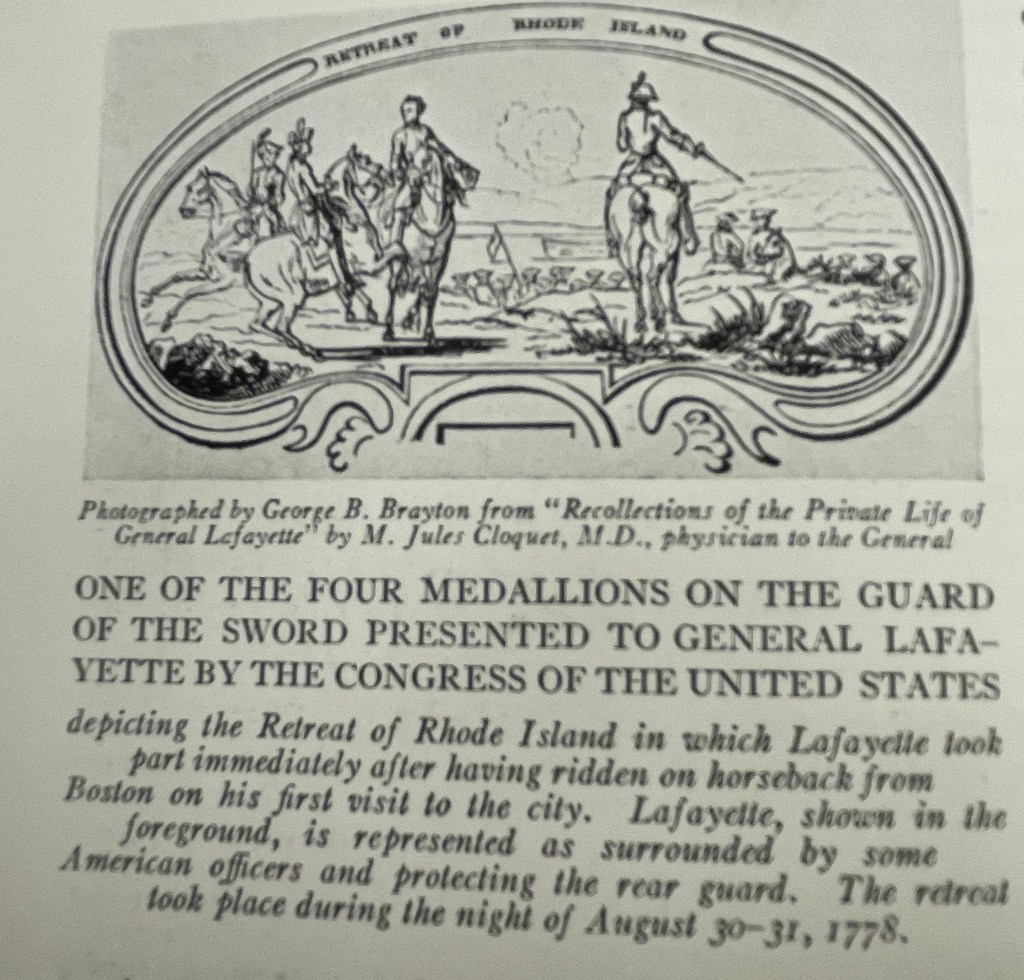 RETREAT OF RHODE ISLAND
Photographed by George B. Brayton from “Recollections of the Private Life of
General Lafayette” by M. Jules Cloquet, M.D., physician to the General
ONE OF THE FOUR MEDALLIONS ON THE GUARD
OF THE SWORD PRESENTED TO GENERAL LAFA–
YETTE BY THE CONGRESS OF THE UNITED STATES
depicting the Retreat of Rhode Island in which Lafayette took
part immediately after having ridden on horseback from
Boston on his first visit to the city. Lafayette, shown in the
foreground, is represented as surrounded by some
American officers and protecting the rear guard. The retreat
took place during the night of August 30–31, 1778.